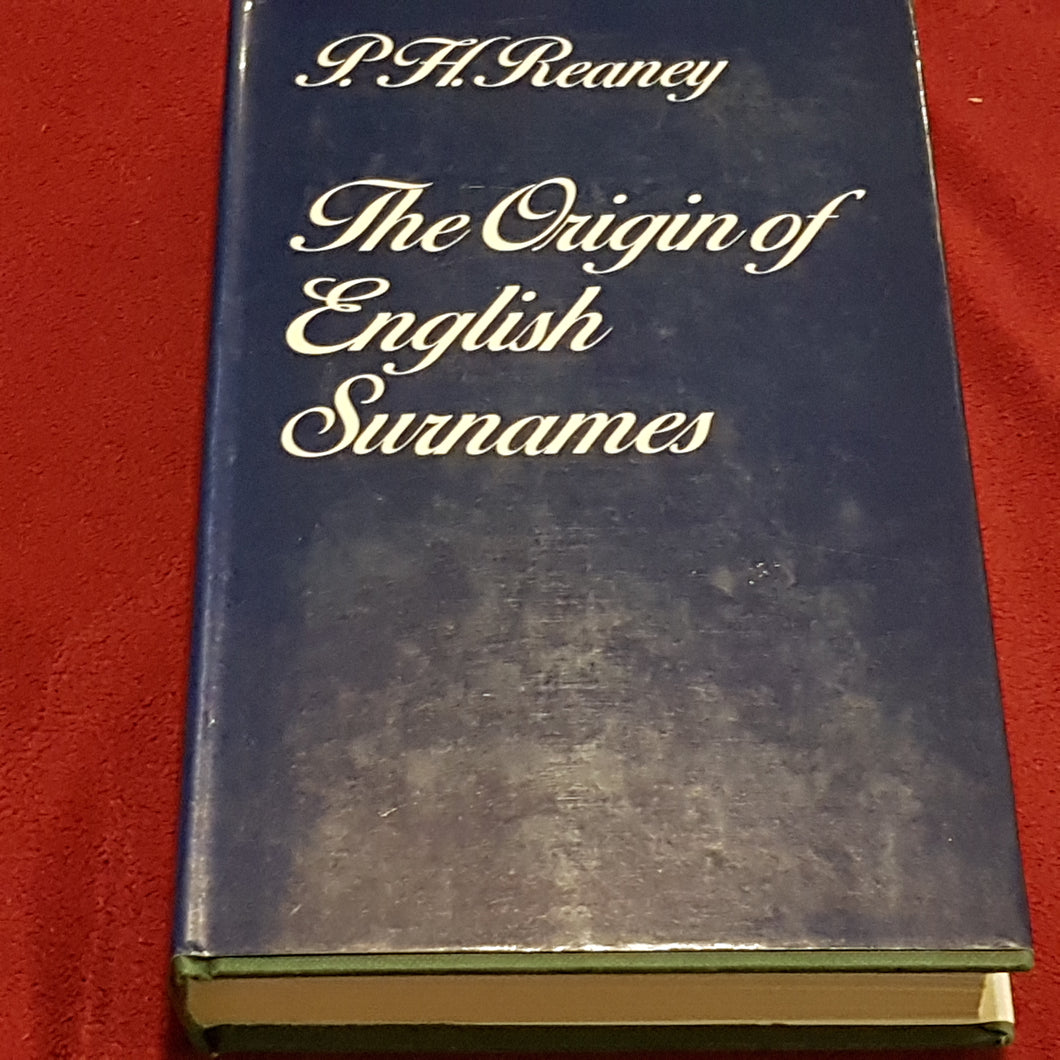 P. H. Reaney
The Origin of
English
Surnames